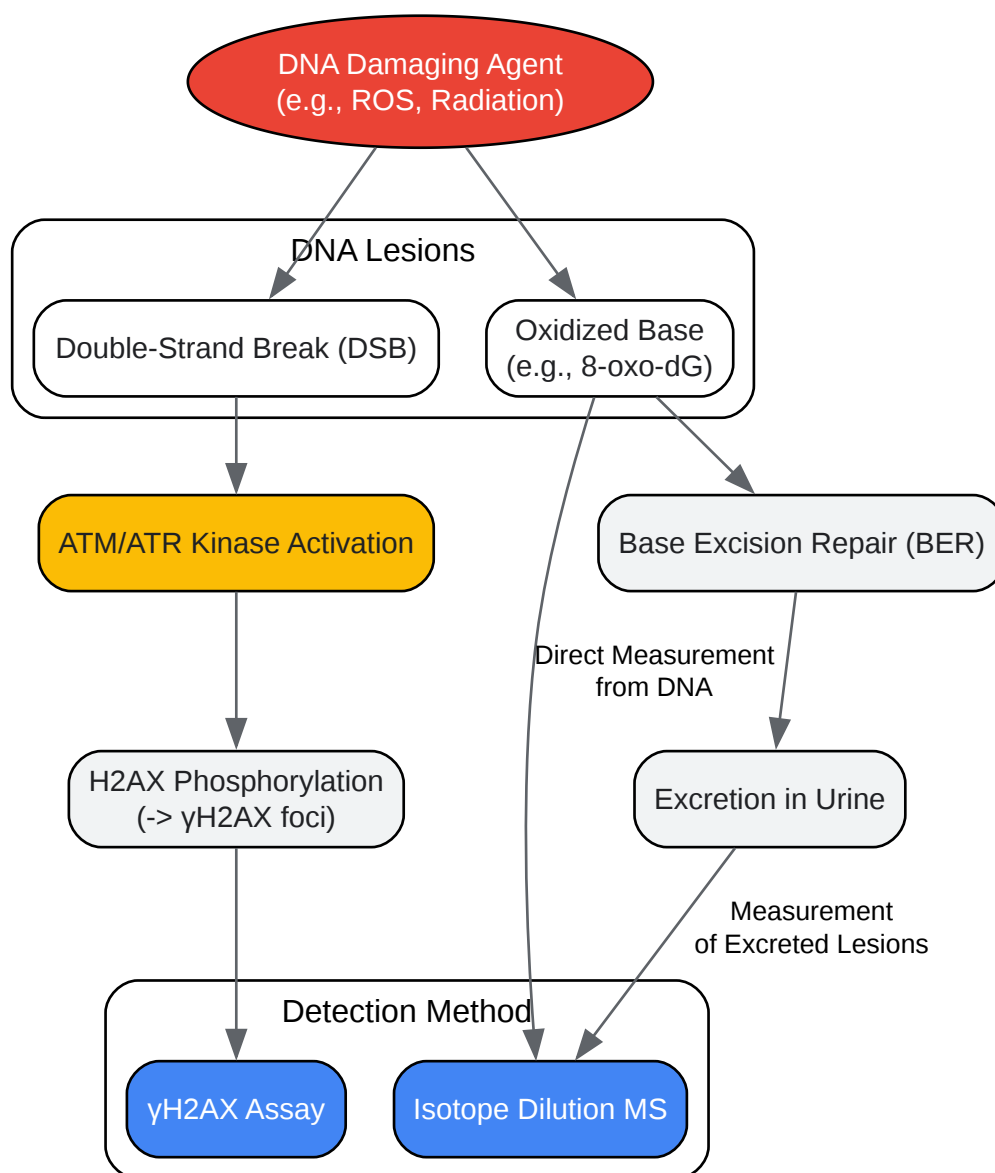 DNA Damaging Agent
(e.g., ROS, Radiation)
DNA Lesions
Double-Strand Break (DSB)
Oxidized Base
(e.g., 8-oxo-dG)
ATM/ATR Kinase Activation
Base Excision Repair (BER)
Direct Measurement
from DNA
H2AX Phosphorylation
(-> γH2AX foci)
Excretion in Urine
Measurement
of Excreted Lesions
Detection Method
γH2AX Assay
Isotope Dilution MS